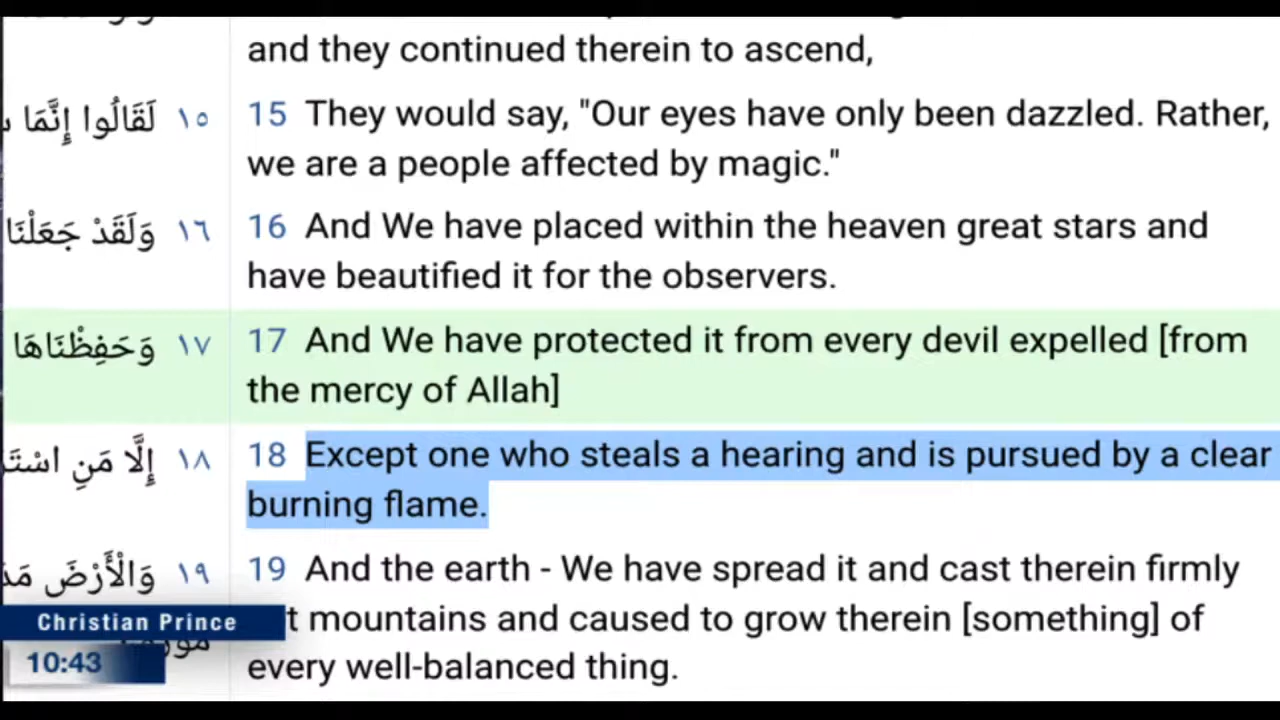 and they continued therein to ascend,
لَقَالُوا إِنَّمَا ١٥
15 They would say, "Our eyes have only been dazzled. Rather,
we are a people affected by magic."
وَلَقَدْ جَعَلْنَا ١٦
16 And We have placed within the heaven great stars and
have beautified it for the observers.
وَحَفِظْنَاهَا ١٧
17 And We have protected it from every devil expelled [from
the mercy of Allah]
إِلَّا مَنِ ١٨
18 Except one who steals a hearing and is pursued by a clear
burning flame.
وَالْأَرْضَ ١٩
19 And the earth - We have spread it and cast therein firmly
mountains and caused to grow therein [something] of
every well-balanced thing.
Christian Prince
10:43